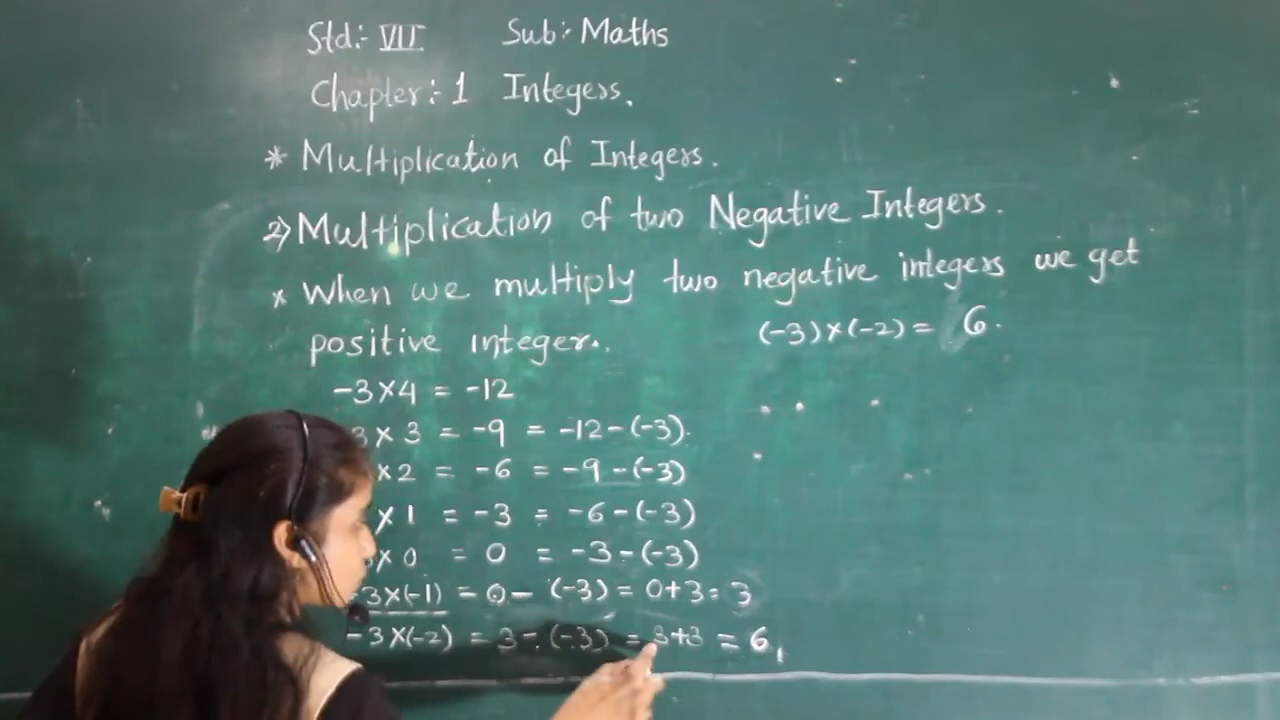 Std:- VII Sub:- Maths
Chapter:- 1 Integers.
* Multiplication of Integers.
2) Multiplication of two Negative Integers.
* When we multiply two negative integers we get
positive integer.
(-3)×(-2) = 6.
-3×4 = -12
3×3 = -9 = -12-(-3).
×2 = -6 = -9-(-3)
×1 = -3 = -6-(-3)
×0 = 0 = -3-(-3)
-3×(-1) = 0-(-3) = 0+3 = 3
-3×(-2) = 3-(-3) = 3+3 = 6